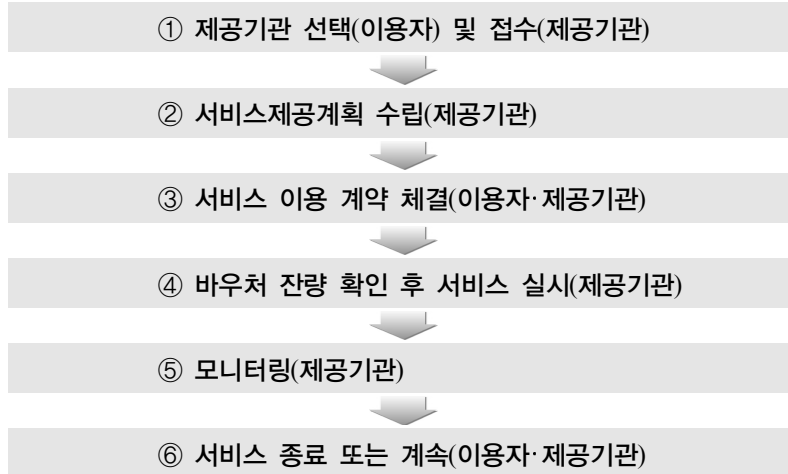 ① 제공기관 선택(이용자) 및 접수(제공기관)
② 서비스제공계획 수립(제공기관)
③ 서비스 이용 계약 체결(이용자·제공기관)
④ 바우처 잔량 확인 후 서비스 실시(제공기관)
⑤ 모니터링(제공기관)
⑥ 서비스 종료 또는 계속(이용자·제공기관)